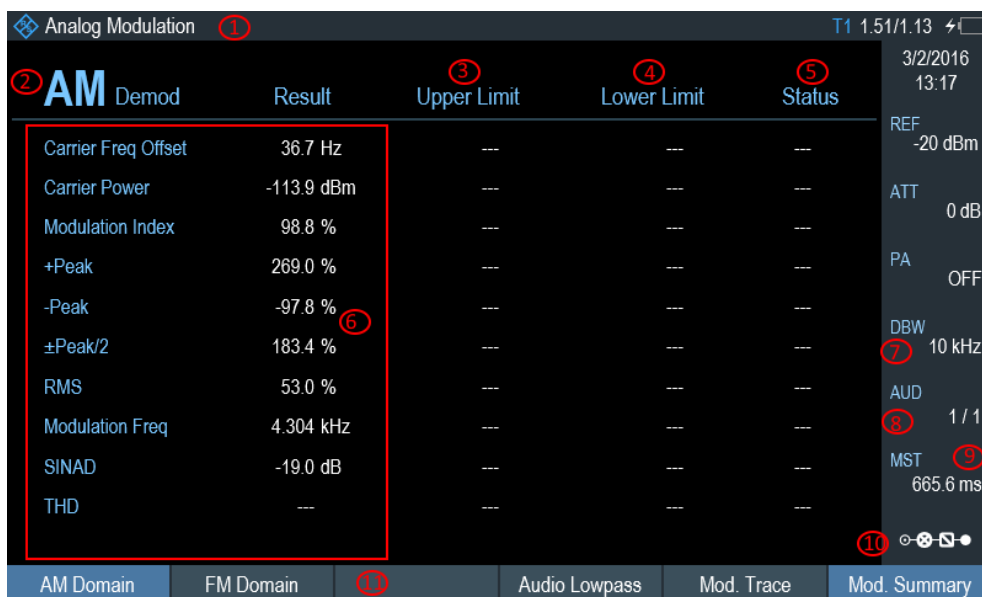 Analog Modulation ① T1 1.51/1.13
3/2/2016
13:17
② AM Demod Result ③ Upper Limit ④ Lower Limit ⑤ Status
REF
-20 dBm
Carrier Freq Offset 36.7 Hz --- --- ---
Carrier Power -113.9 dBm --- --- ---
ATT
0 dB
Modulation Index 98.8 % --- --- ---
+Peak 269.0 % --- --- ---
PA
OFF
-Peak -97.8 % --- --- ---
⑥
DBW
⑦ 10 kHz
±Peak/2 183.4 % --- --- ---
RMS 53.0 % --- --- ---
AUD
⑧ 1 / 1
Modulation Freq 4.304 kHz --- --- ---
SINAD -19.0 dB --- --- ---
MST ⑨
665.6 ms
THD --- --- --- ---
⑩
AM Domain FM Domain ⑪ Audio Lowpass Mod. Trace Mod. Summary